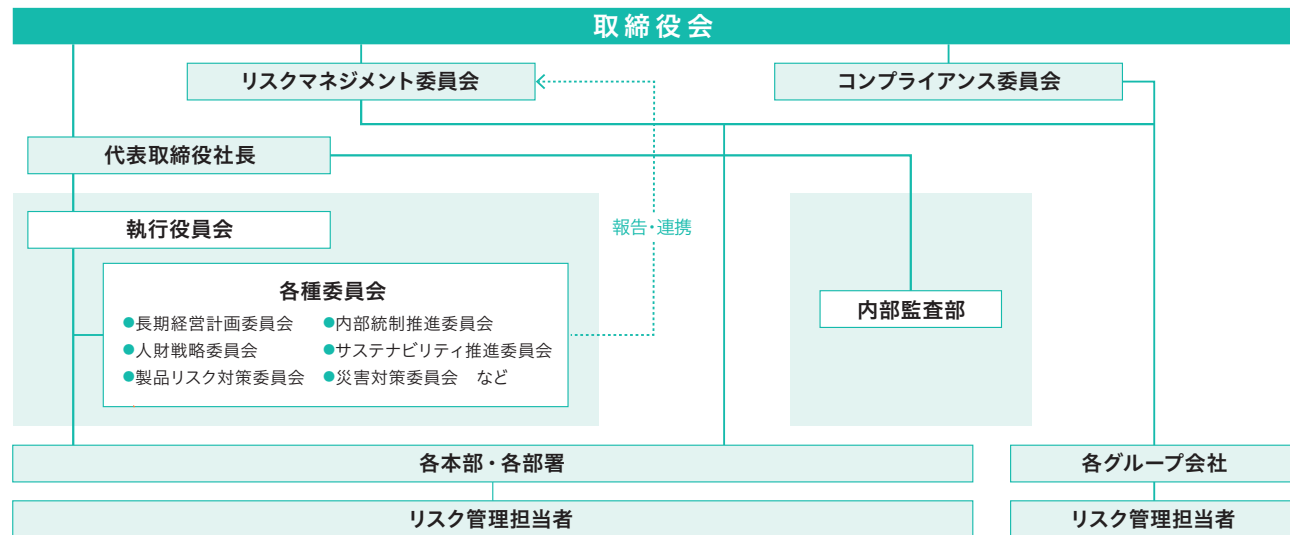 取締役会
リスクマネジメント委員会
コンプライアンス委員会
代表取締役社長
執行役員会
報告・連携
各種委員会
●長期経営計画委員会 ●内部統制推進委員会
●人財戦略委員会 ●サステナビリティ推進委員会
●製品リスク対策委員会 ●災害対策委員会 など
内部監査部
各本部・各部署
各グループ会社
リスク管理担当者
リスク管理担当者